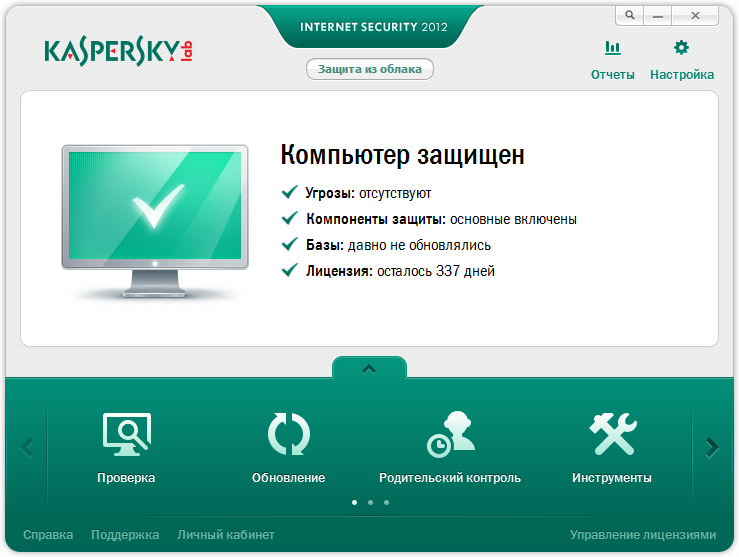 INTERNET SECURITY 2012
KASPERSKY lab
Защита из облака
Отчеты
Настройка
Компьютер защищен
Угрозы: отсутствуют
Компоненты защиты: основные включены
Базы: давно не обновлялись
Лицензия: осталось 337 дней
Проверка
Обновление
Родительский контроль
Инструменты
Справка
Поддержка
Личный кабинет
Управление лицензиями